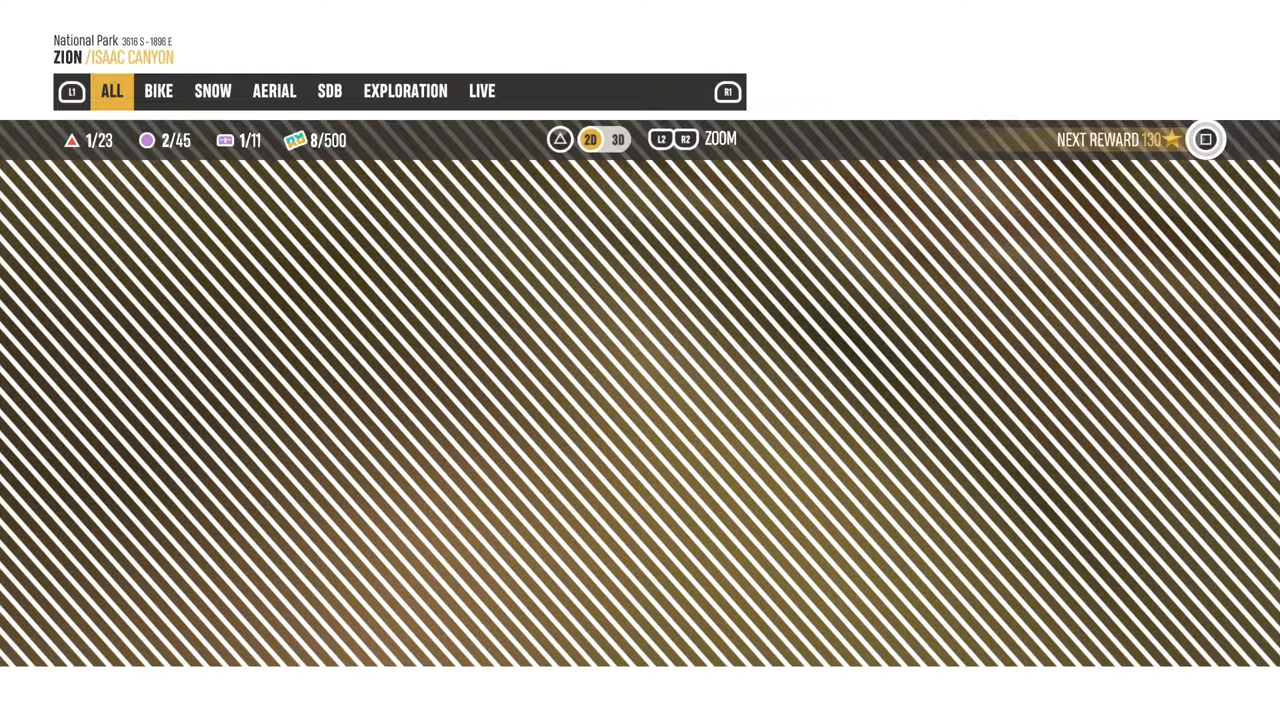 National Park 3616 S - 1896 E
ZION /ISAAC CANYON
L1 ALL BIKE SNOW AERIAL SDB EXPLORATION LIVE R1
1/23 2/45 1/11 8/500 2D 3D L2 R2 ZOOM NEXT REWARD 130